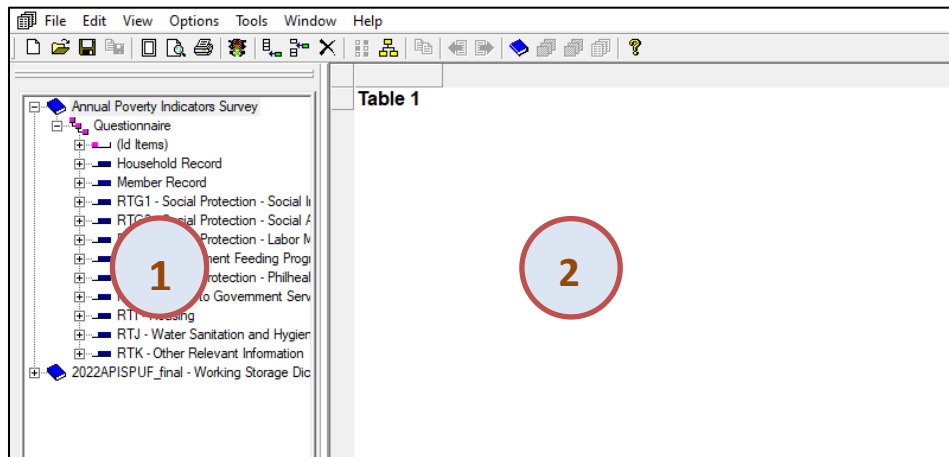 File Edit View Options Tools Window Help
Table 1
Annual Poverty Indicators Survey
Questionnaire
(Id Items)
Household Record
Member Record
RTG1 - Social Protection - Social I
Social Protection - Social A
Protection - Labor M
Feeding Progr
Protection - Philheal
to Government Serv
RTJ - Water Sanitation and Hygien
RTK - Other Relevant Information
2022APISPUF_final - Working Storage Dic
1
2